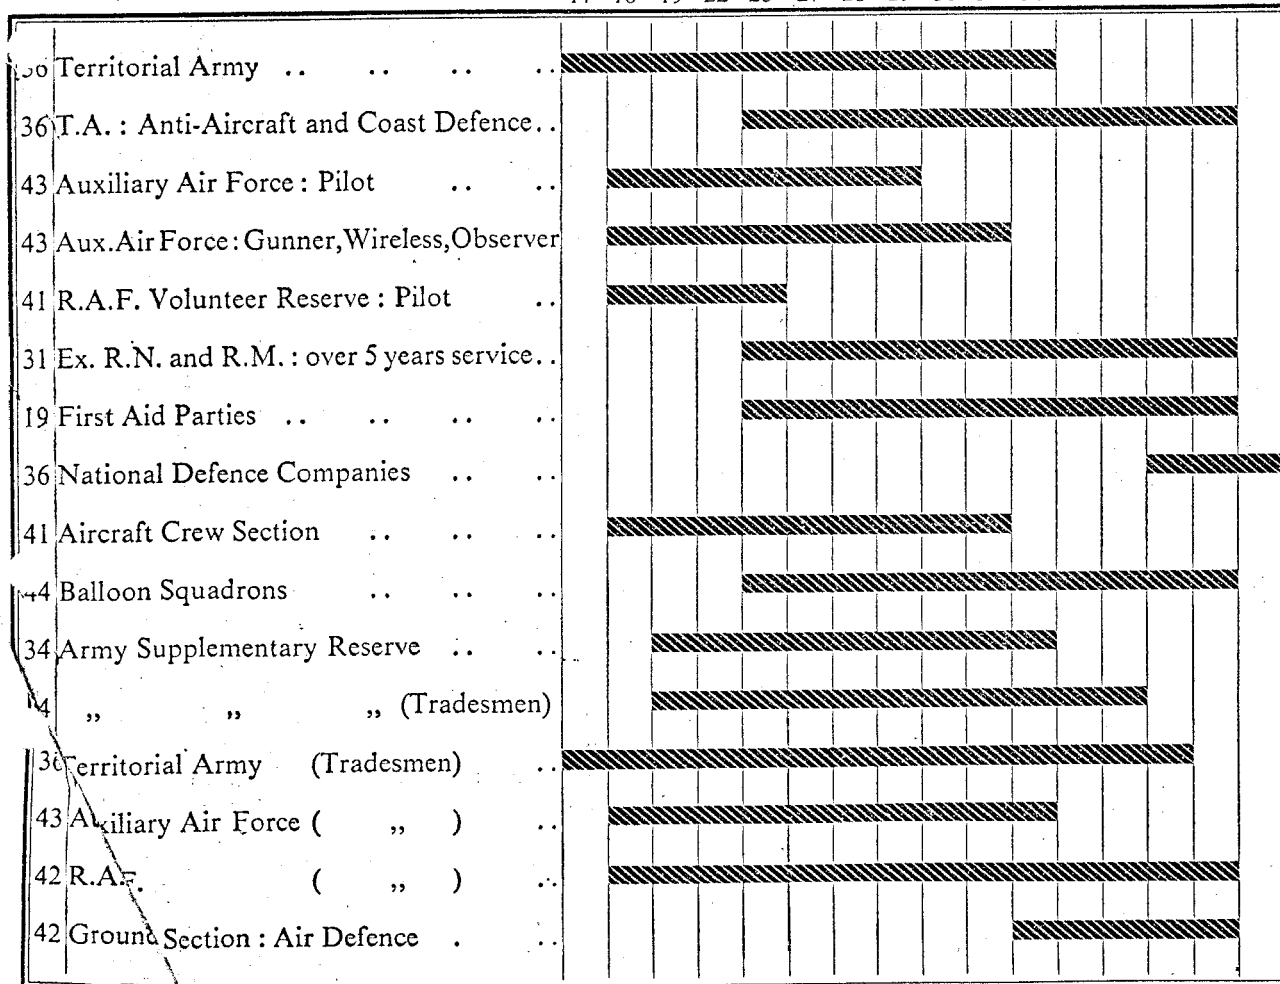 Territorial Army .. .. .. ..
36 T.A. : Anti-Aircraft and Coast Defence..
43 Auxiliary Air Force : Pilot .. ..
43 Aux. Air Force : Gunner, Wireless, Observer
41 R.A.F. Volunteer Reserve : Pilot ..
31 Ex. R.N. and R.M. : over 5 years service..
19 First Aid Parties .. .. .. ..
36 National Defence Companies .. ..
41 Aircraft Crew Section .. .. ..
44 Balloon Squadrons .. .. ..
34 Army Supplementary Reserve .. ..
4 ,, ,, ,, (Tradesmen)
36 Territorial Army (Tradesmen) ..
43 Auxiliary Air Force ( ,, ) ..
42 R.A.F. ( ,, ) ..
42 Ground Section : Air Defence . ..